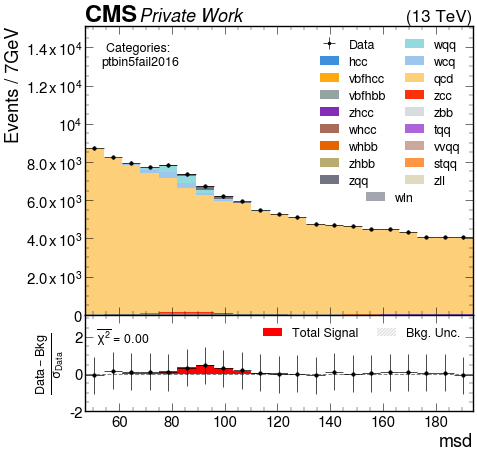 CMS Private Work (13 TeV)
Events / 7GeV
1.4 x 10⁴
1.2 x 10⁴
10⁴
8.0 x 10³
6.0 x 10³
4.0 x 10³
2.0 x 10³
0
Categories:
ptbin5fail2016
Data
hcc
vbfhcc
vbfhbb
zhcc
whcc
whbb
zhbb
zqq
wqq
wcq
qcd
zcc
zbb
tqq
vvqq
stqq
zll
wln
Data − Bkg
σData
χ² = 0.00
Total Signal
Bkg. Unc.
2
0
-2
60 80 100 120 140 160 180
msd